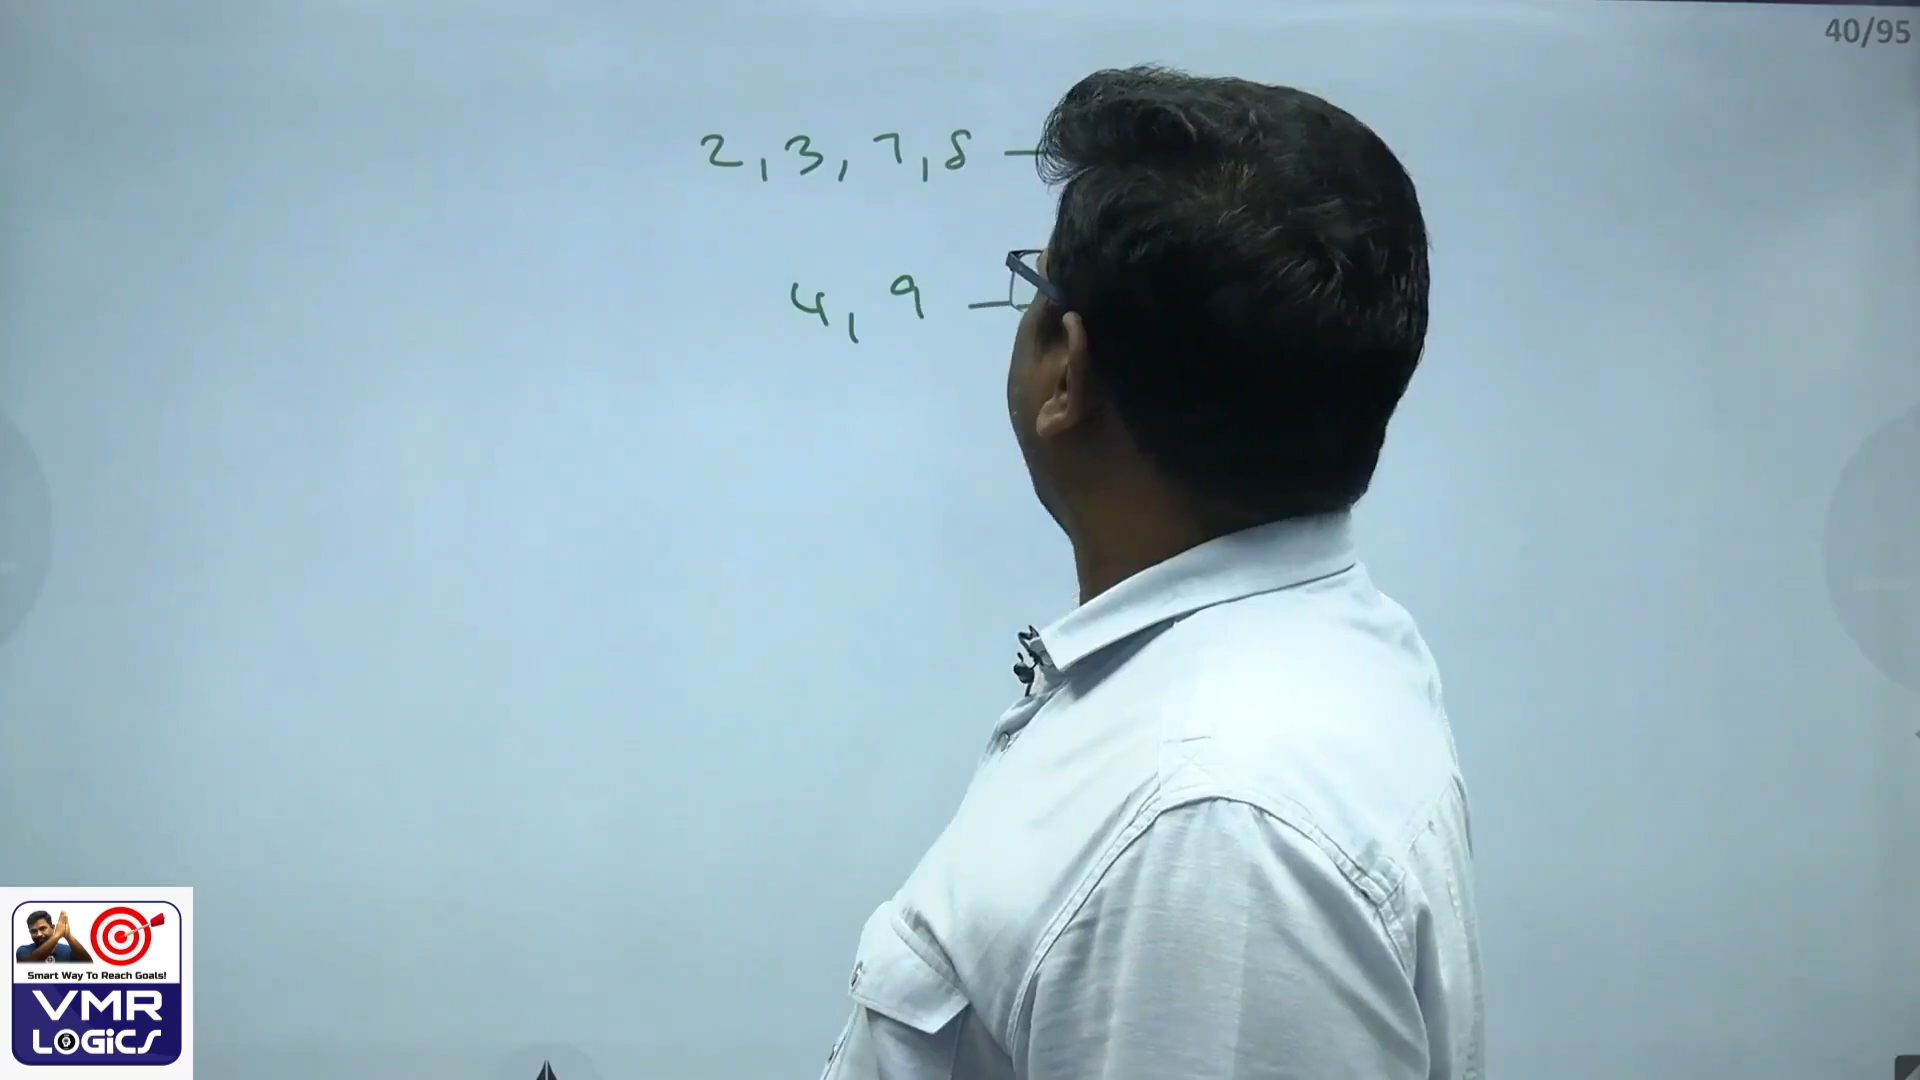 40/95
2, 3, 7, 8 -
4, 9 -
Smart Way To Reach Goals!
VMR
LOGICS